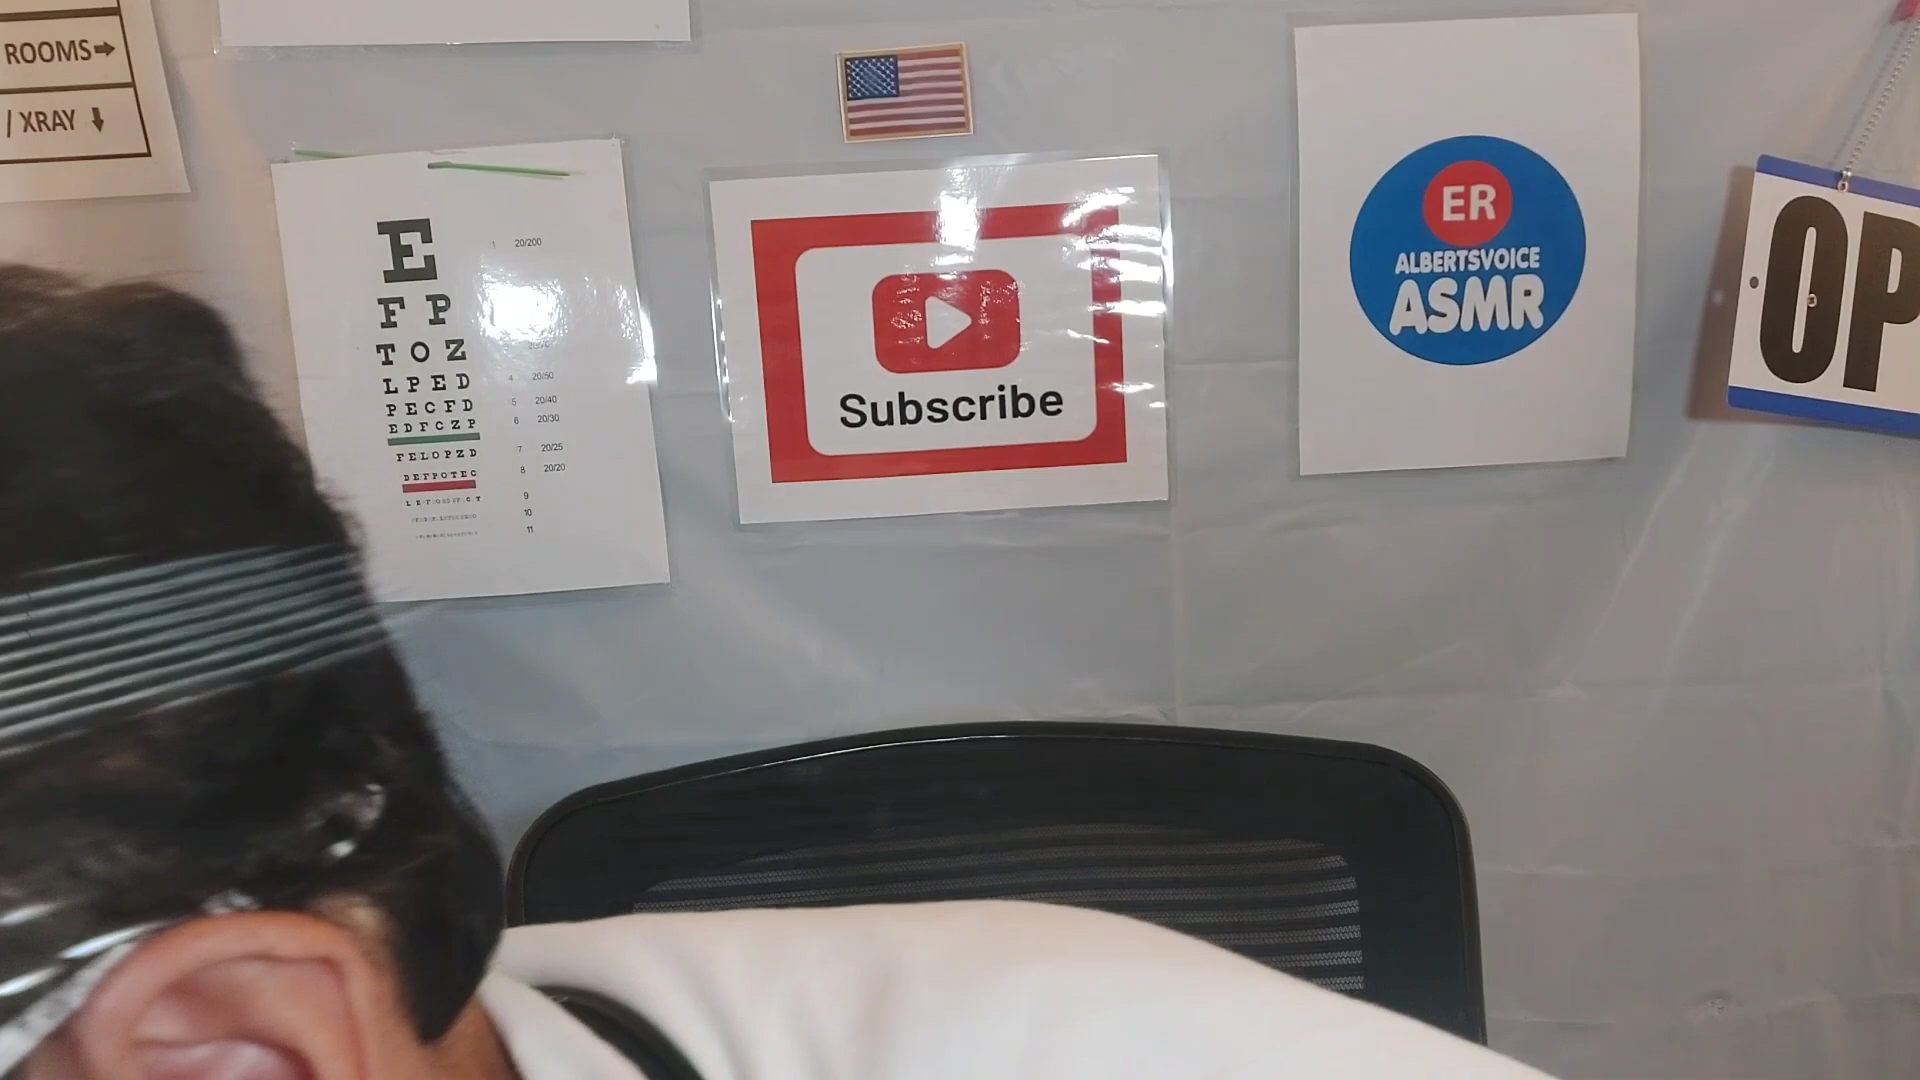 ROOMS→
/ XRAY ↓
E
1 20/200
F P
T O Z
L P E D
4 20/50
P E C F D
5 20/40
E D F C Z P
6 20/30
F E L O P Z D
7 20/25
D E F P O T E C
8 20/20
9
10
11
Subscribe
ER
ALBERTSVOICE
ASMR
OP